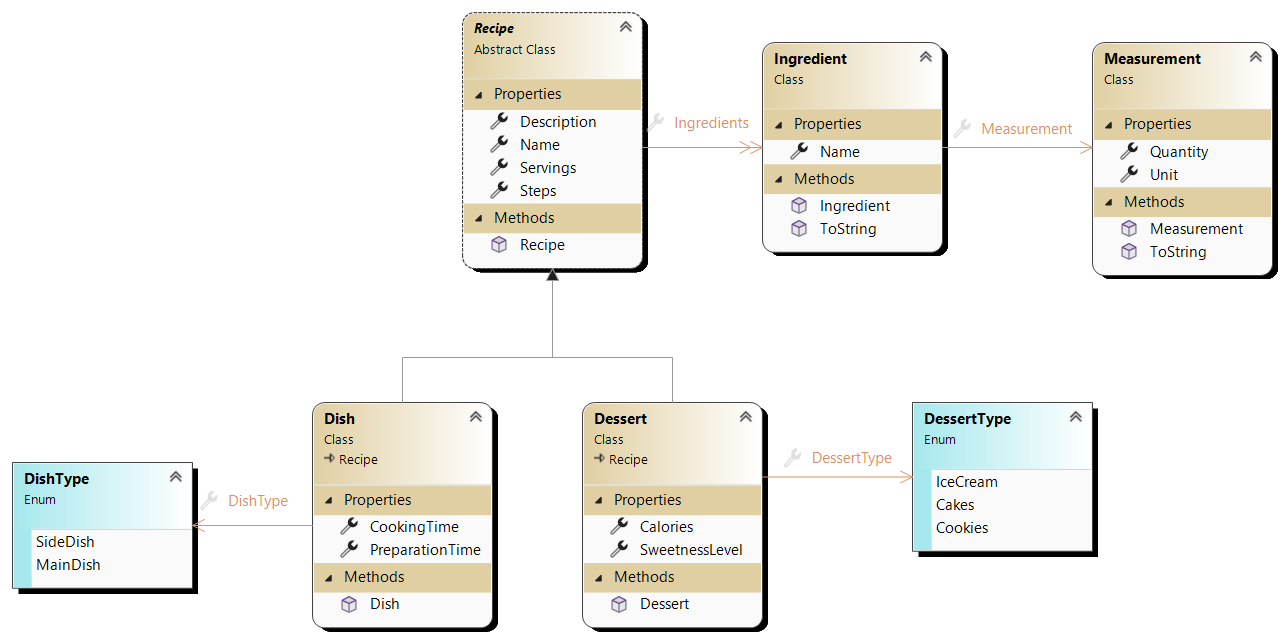 Recipe
Abstract Class
Properties
Description
Name
Servings
Steps
Methods
Recipe
Ingredients
Ingredient
Class
Properties
Name
Methods
Ingredient
ToString
Measurement
Measurement
Class
Properties
Quantity
Unit
Methods
Measurement
ToString
DishType
Enum
SideDish
MainDish
DishType
Dish
Class
Recipe
Properties
CookingTime
PreparationTime
Methods
Dish
Dessert
Class
Recipe
Properties
Calories
SweetnessLevel
Methods
Dessert
DessertType
DessertType
Enum
IceCream
Cakes
Cookies